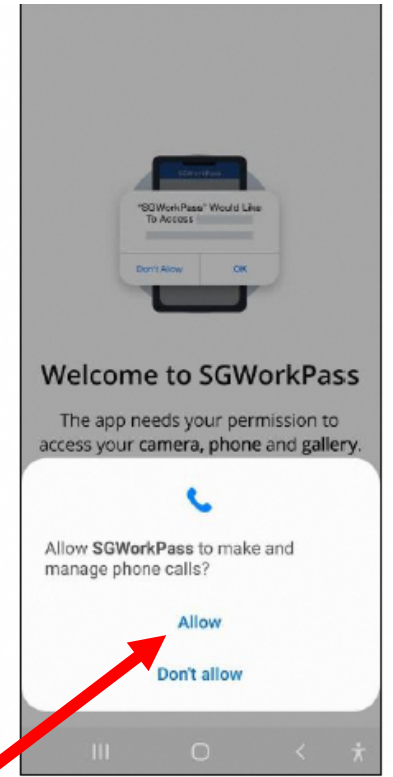 SGWorkPass
"SGWorkPass" Would Like
To Access
Don't Allow
OK
Welcome to SGWorkPass
The app needs your permission to
access your camera, phone and gallery.
Allow SGWorkPass to make and
manage phone calls?
Allow
Don't allow